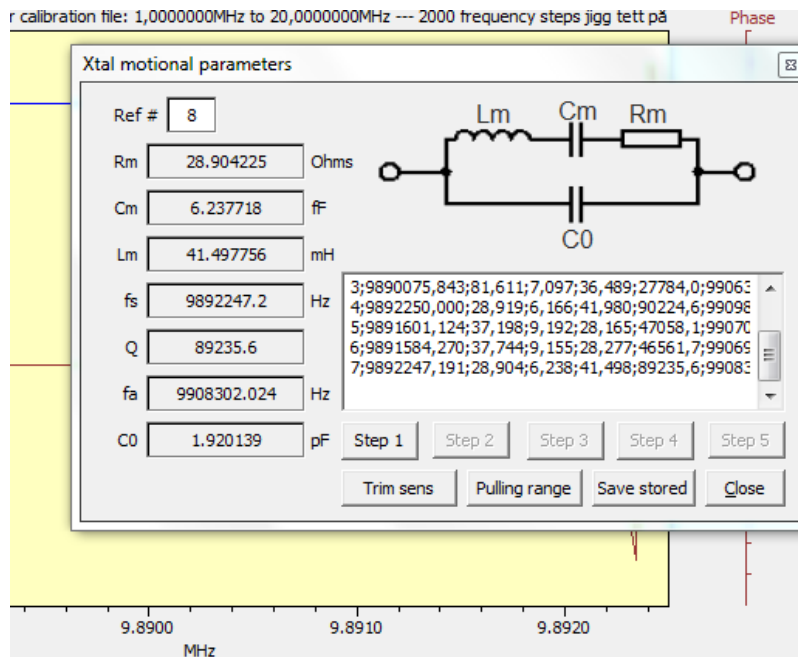 r calibration file: 1,0000000MHz to 20,0000000MHz --- 2000 frequency steps jigg tett på
Phase
Xtal motional parameters
Ref # 8
Rm 28.904225 Ohms
Cm 6.237718 fF
Lm 41.497756 mH
fs 9892247.2 Hz
Q 89235.6
fa 9908302.024 Hz
C0 1.920139 pF
Lm Cm Rm
C0
3;9890075,843;81,611;7,097;36,489;27784,0;99063
4;9892250,000;28,919;6,166;41,980;90224,6;99098
5;9891601,124;37,198;9,192;28,165;47058,1;99070
6;9891584,270;37,744;9,155;28,277;46561,7;99069
7;9892247,191;28,904;6,238;41,498;89235,6;99083
Step 1 Step 2 Step 3 Step 4 Step 5
Trim sens Pulling range Save stored Close
9.8900 9.8910 9.8920
MHz